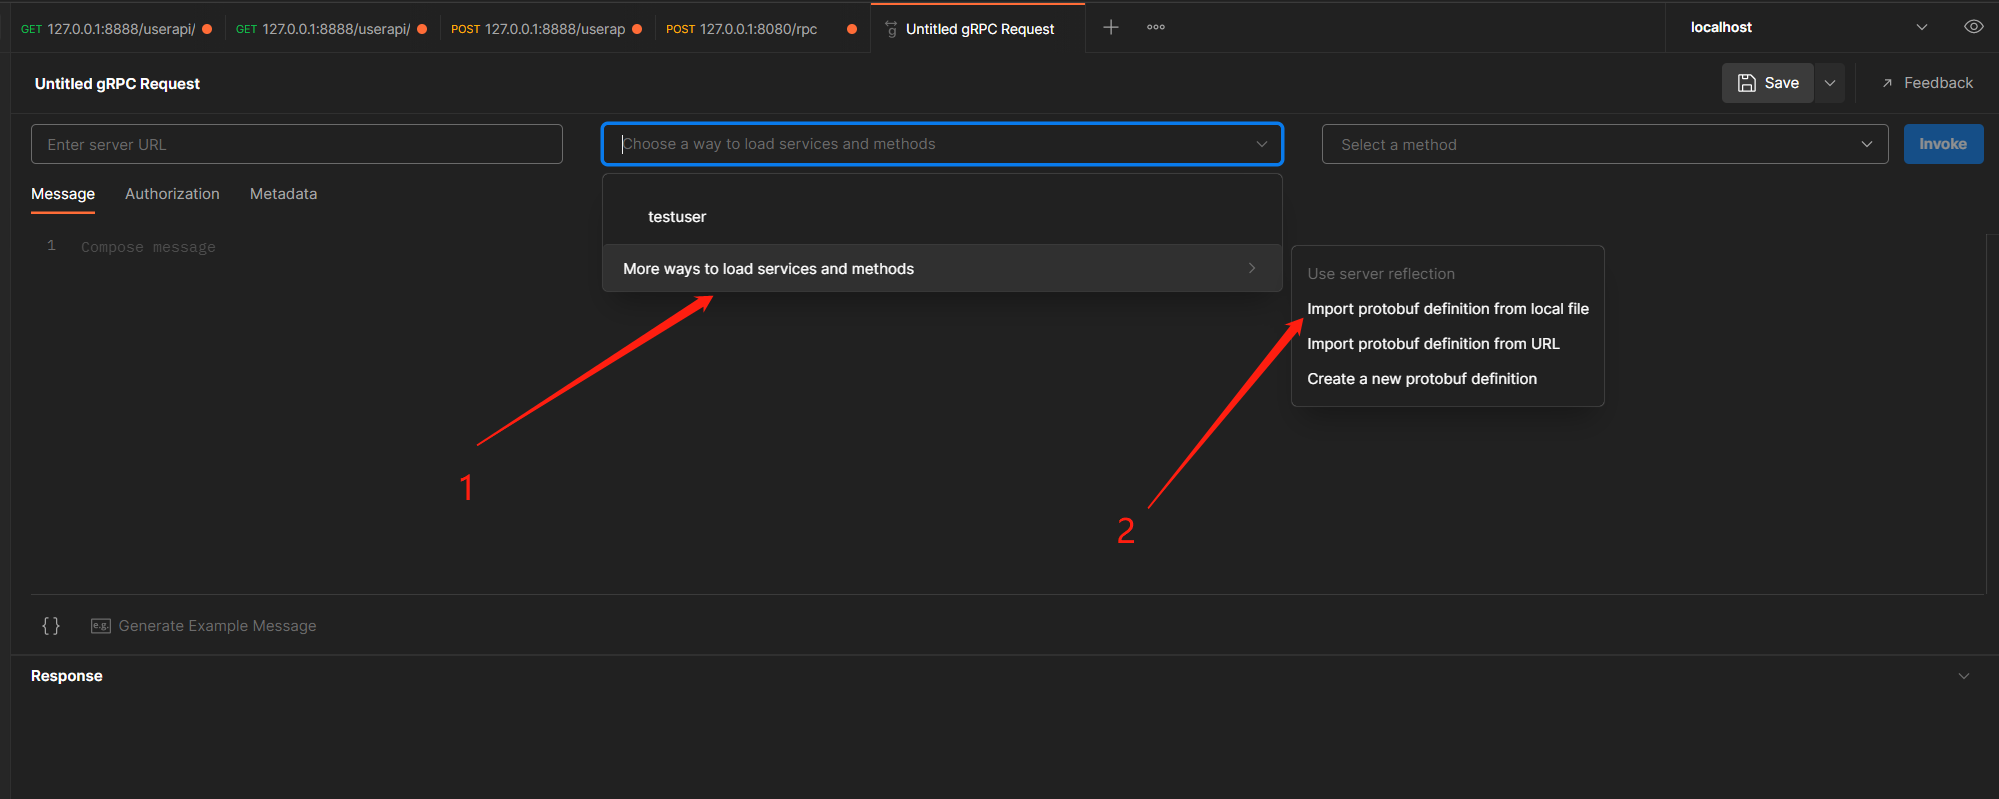 GET 127.0.0.1:8888/userapi/ GET 127.0.0.1:8888/userapi/ POST 127.0.0.1:8888/userap POST 127.0.0.1:8080/rpc Untitled gRPC Request localhost
Untitled gRPC Request Save Feedback
Enter server URL Choose a way to load services and methods Select a method Invoke
Message Authorization Metadata
testuser
1 Compose message
More ways to load services and methods
Use server reflection
Import protobuf definition from local file
Import protobuf definition from URL
Create a new protobuf definition
1
2
{} e.g. Generate Example Message
Response